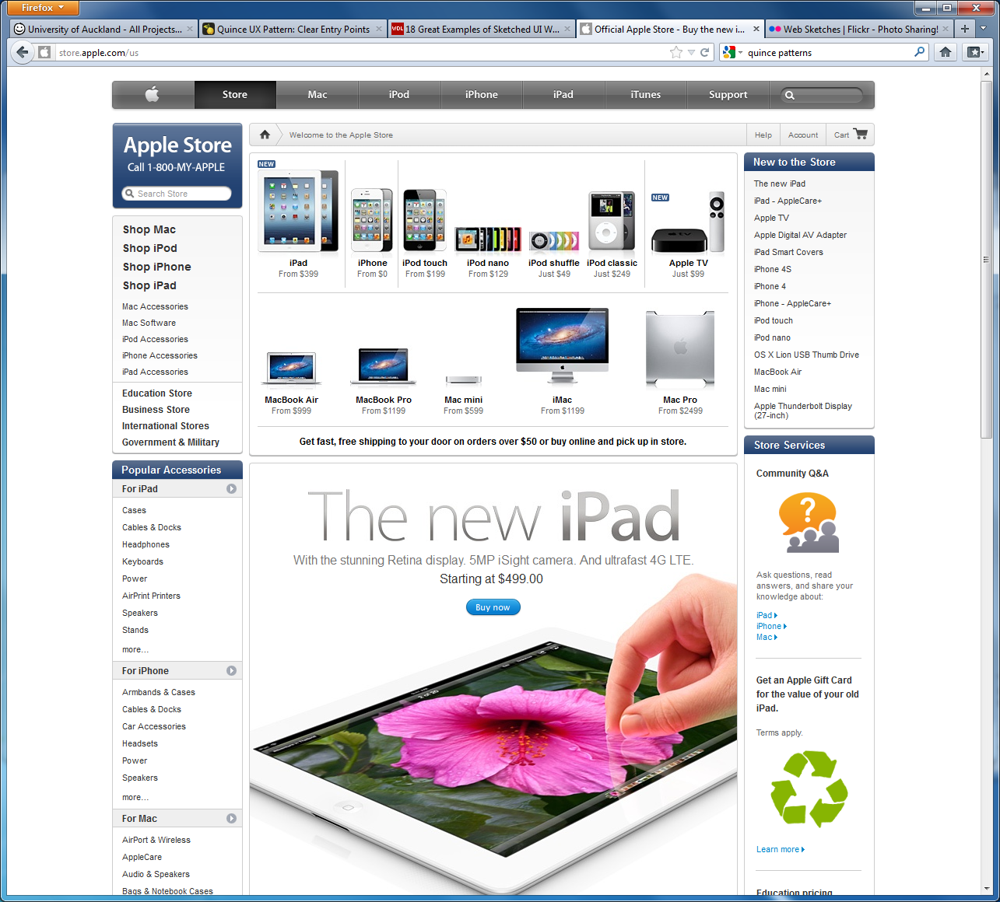 Firefox
University of Auckland - All Projects...
Quince UX Pattern: Clear Entry Points
WDL 18 Great Examples of Sketched UI W...
Official Apple Store - Buy the new i...
Web Sketches | Flickr - Photo Sharing!
store.apple.com/us
quince patterns
Store
Mac
iPod
iPhone
iPad
iTunes
Support
Apple Store
Call 1-800-MY-APPLE
Search Store
Welcome to the Apple Store
Help
Account
Cart
Shop Mac
Shop iPod
Shop iPhone
Shop iPad
Mac Accessories
Mac Software
iPod Accessories
iPhone Accessories
iPad Accessories
Education Store
Business Store
International Stores
Government & Military
Popular Accessories
For iPad
Cases
Cables & Docks
Headphones
Keyboards
Power
AirPrint Printers
Speakers
Stands
more...
For iPhone
Armbands & Cases
Cables & Docks
Car Accessories
Headsets
Power
Speakers
more...
For Mac
AirPort & Wireless
AppleCare
Audio & Speakers
Bags & Notebook Cases
NEW
iPad
From $399
iPhone
From $0
iPod touch
From $199
iPod nano
From $129
iPod shuffle
Just $49
iPod classic
Just $249
NEW
Apple TV
Just $99
MacBook Air
From $999
MacBook Pro
From $1199
Mac mini
From $599
iMac
From $1199
Mac Pro
From $2499
Get fast, free shipping to your door on orders over $50 or buy online and pick up in store.
The new iPad
With the stunning Retina display. 5MP iSight camera. And ultrafast 4G LTE.
Starting at $499.00
Buy now
New to the Store
The new iPad
iPad - AppleCare+
Apple TV
Apple Digital AV Adapter
iPad Smart Covers
iPhone 4S
iPhone 4
iPhone - AppleCare+
iPod touch
iPod nano
OS X Lion USB Thumb Drive
MacBook Air
Mac mini
Apple Thunderbolt Display
(27-inch)
Store Services
Community Q&A
?
Ask questions, read
answers, and share your
knowledge about:
iPad
iPhone
Mac
Get an Apple Gift Card
for the value of your old
iPad.
Terms apply.
Learn more
Education pricing